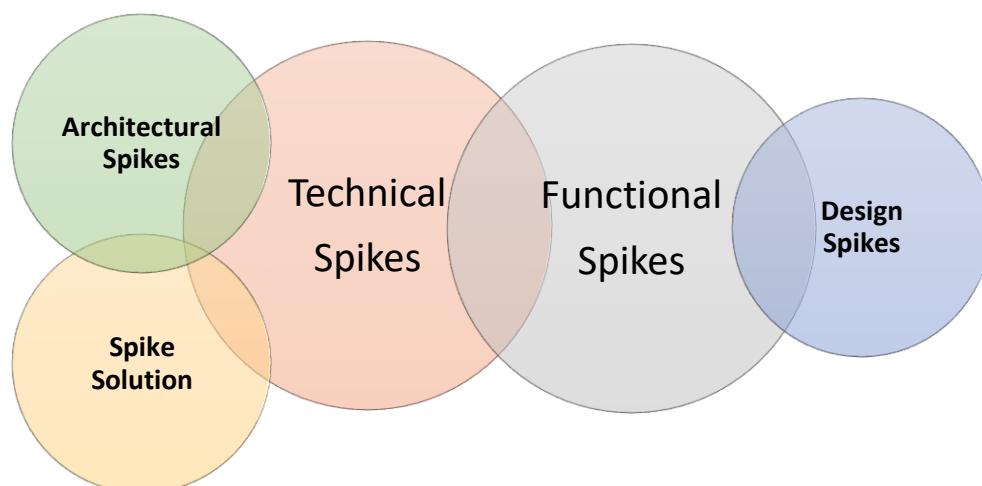 Architectural
Spikes
Technical
Spikes
Functional
Spikes
Design
Spikes
Spike
Solution